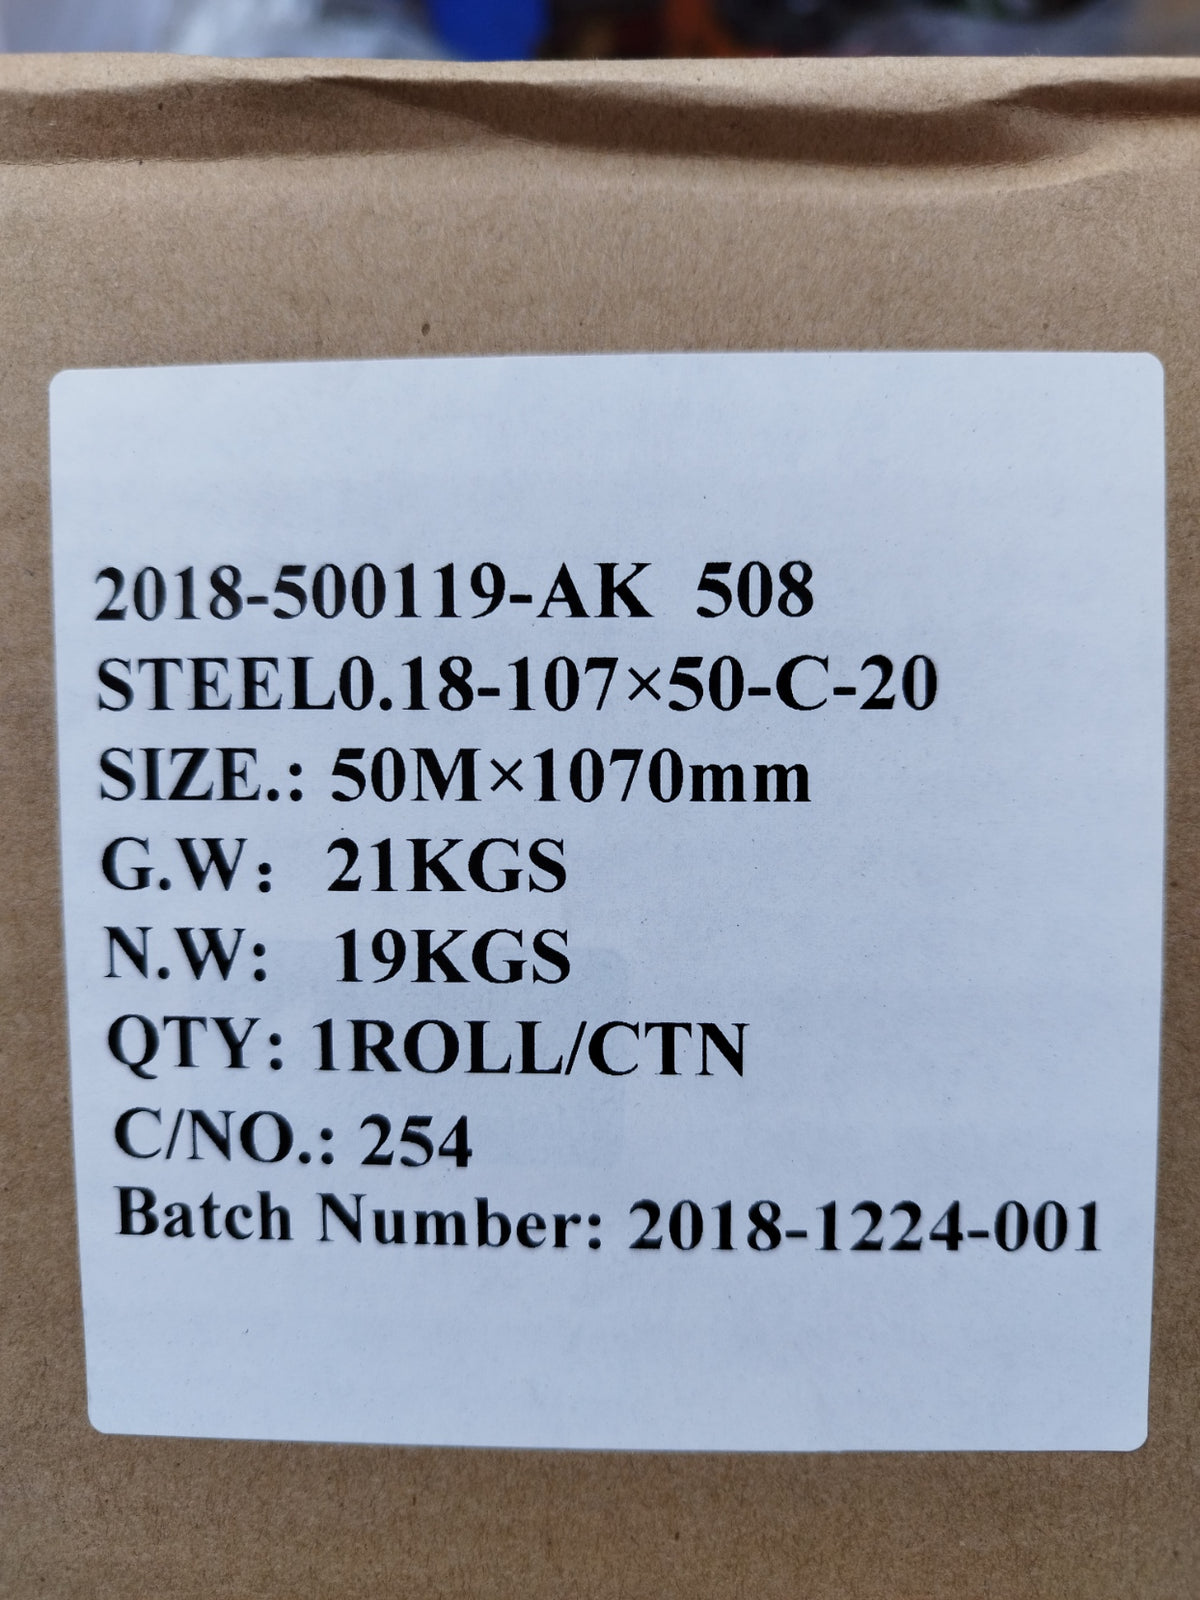 2018-500119-AK 508
STEEL0.18-107×50-C-20
SIZE.: 50M×1070mm
G.W： 21KGS
N.W: 19KGS
QTY: 1ROLL/CTN
C/NO.: 254
Batch Number: 2018-1224-001